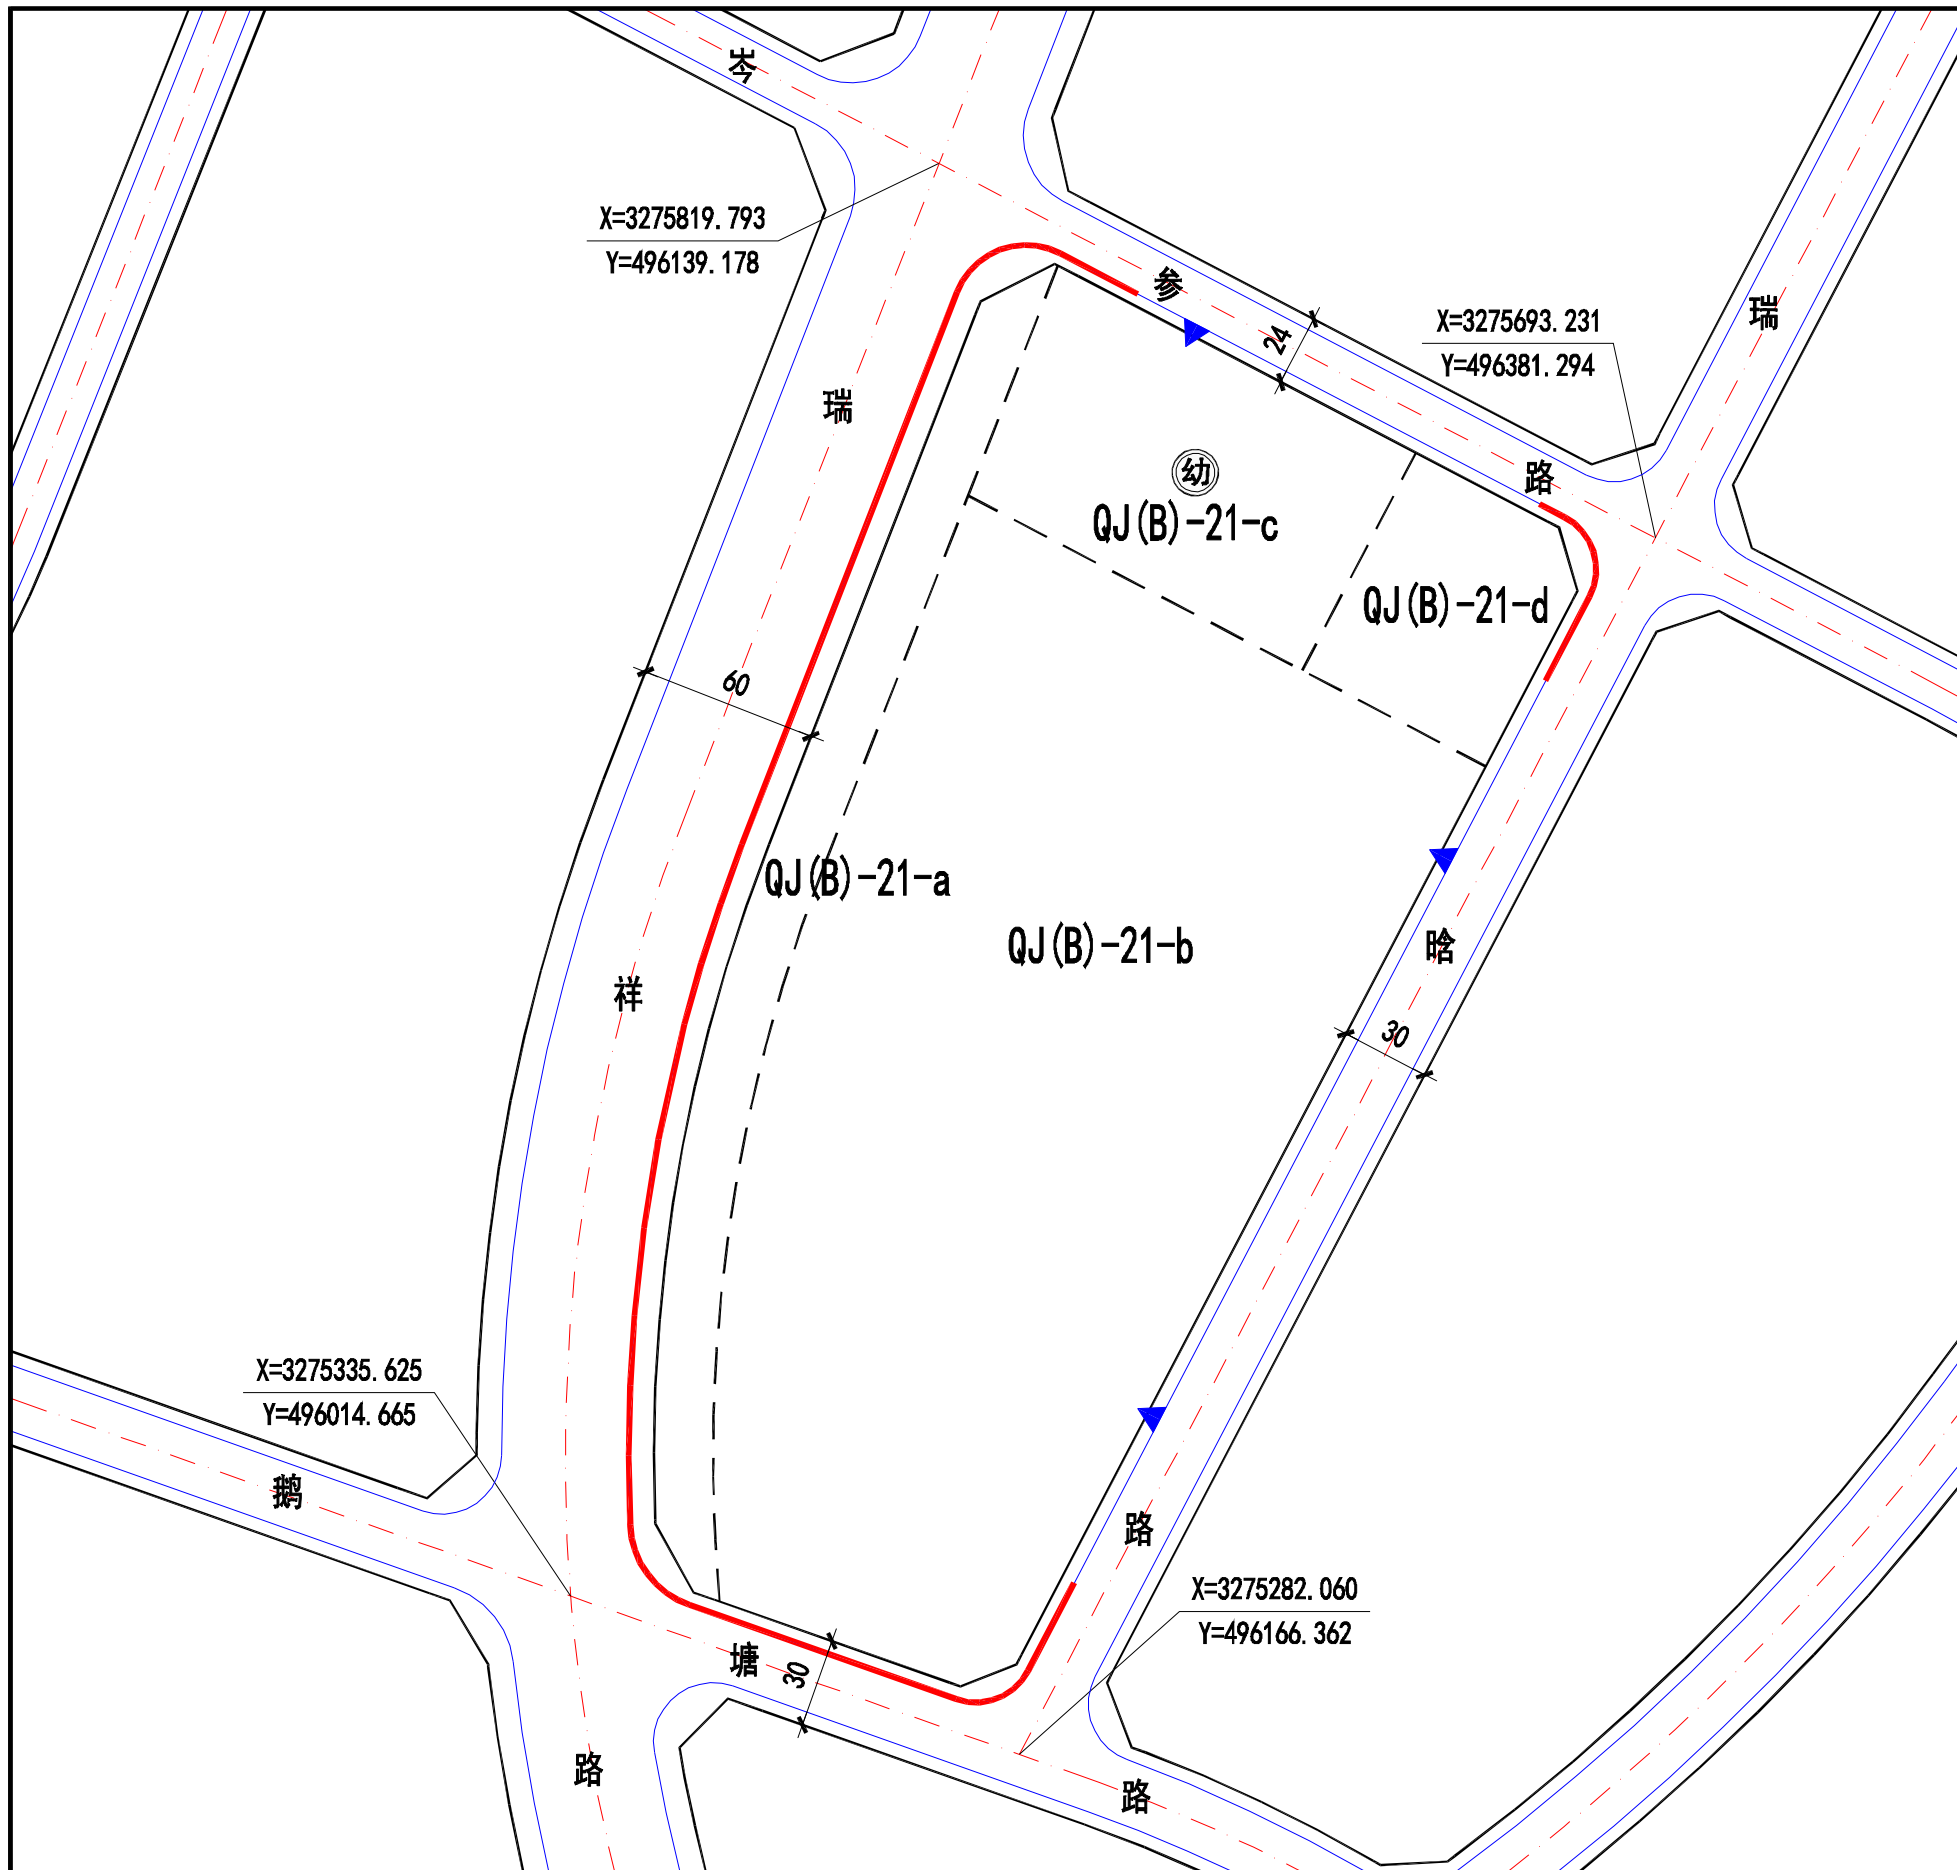 岑
X=3275819.793
Y=496139.178
参
24
X=3275693.231
Y=496381.294
瑞
瑞
幼
QJ(B)-21-c
路
QJ(B)-21-d
60
QJ(B)-21-a
QJ(B)-21-b
晗
祥
30
X=3275335.625
Y=496014.665
鹅
路
X=3275282.060
Y=496166.362
塘
30
路
路